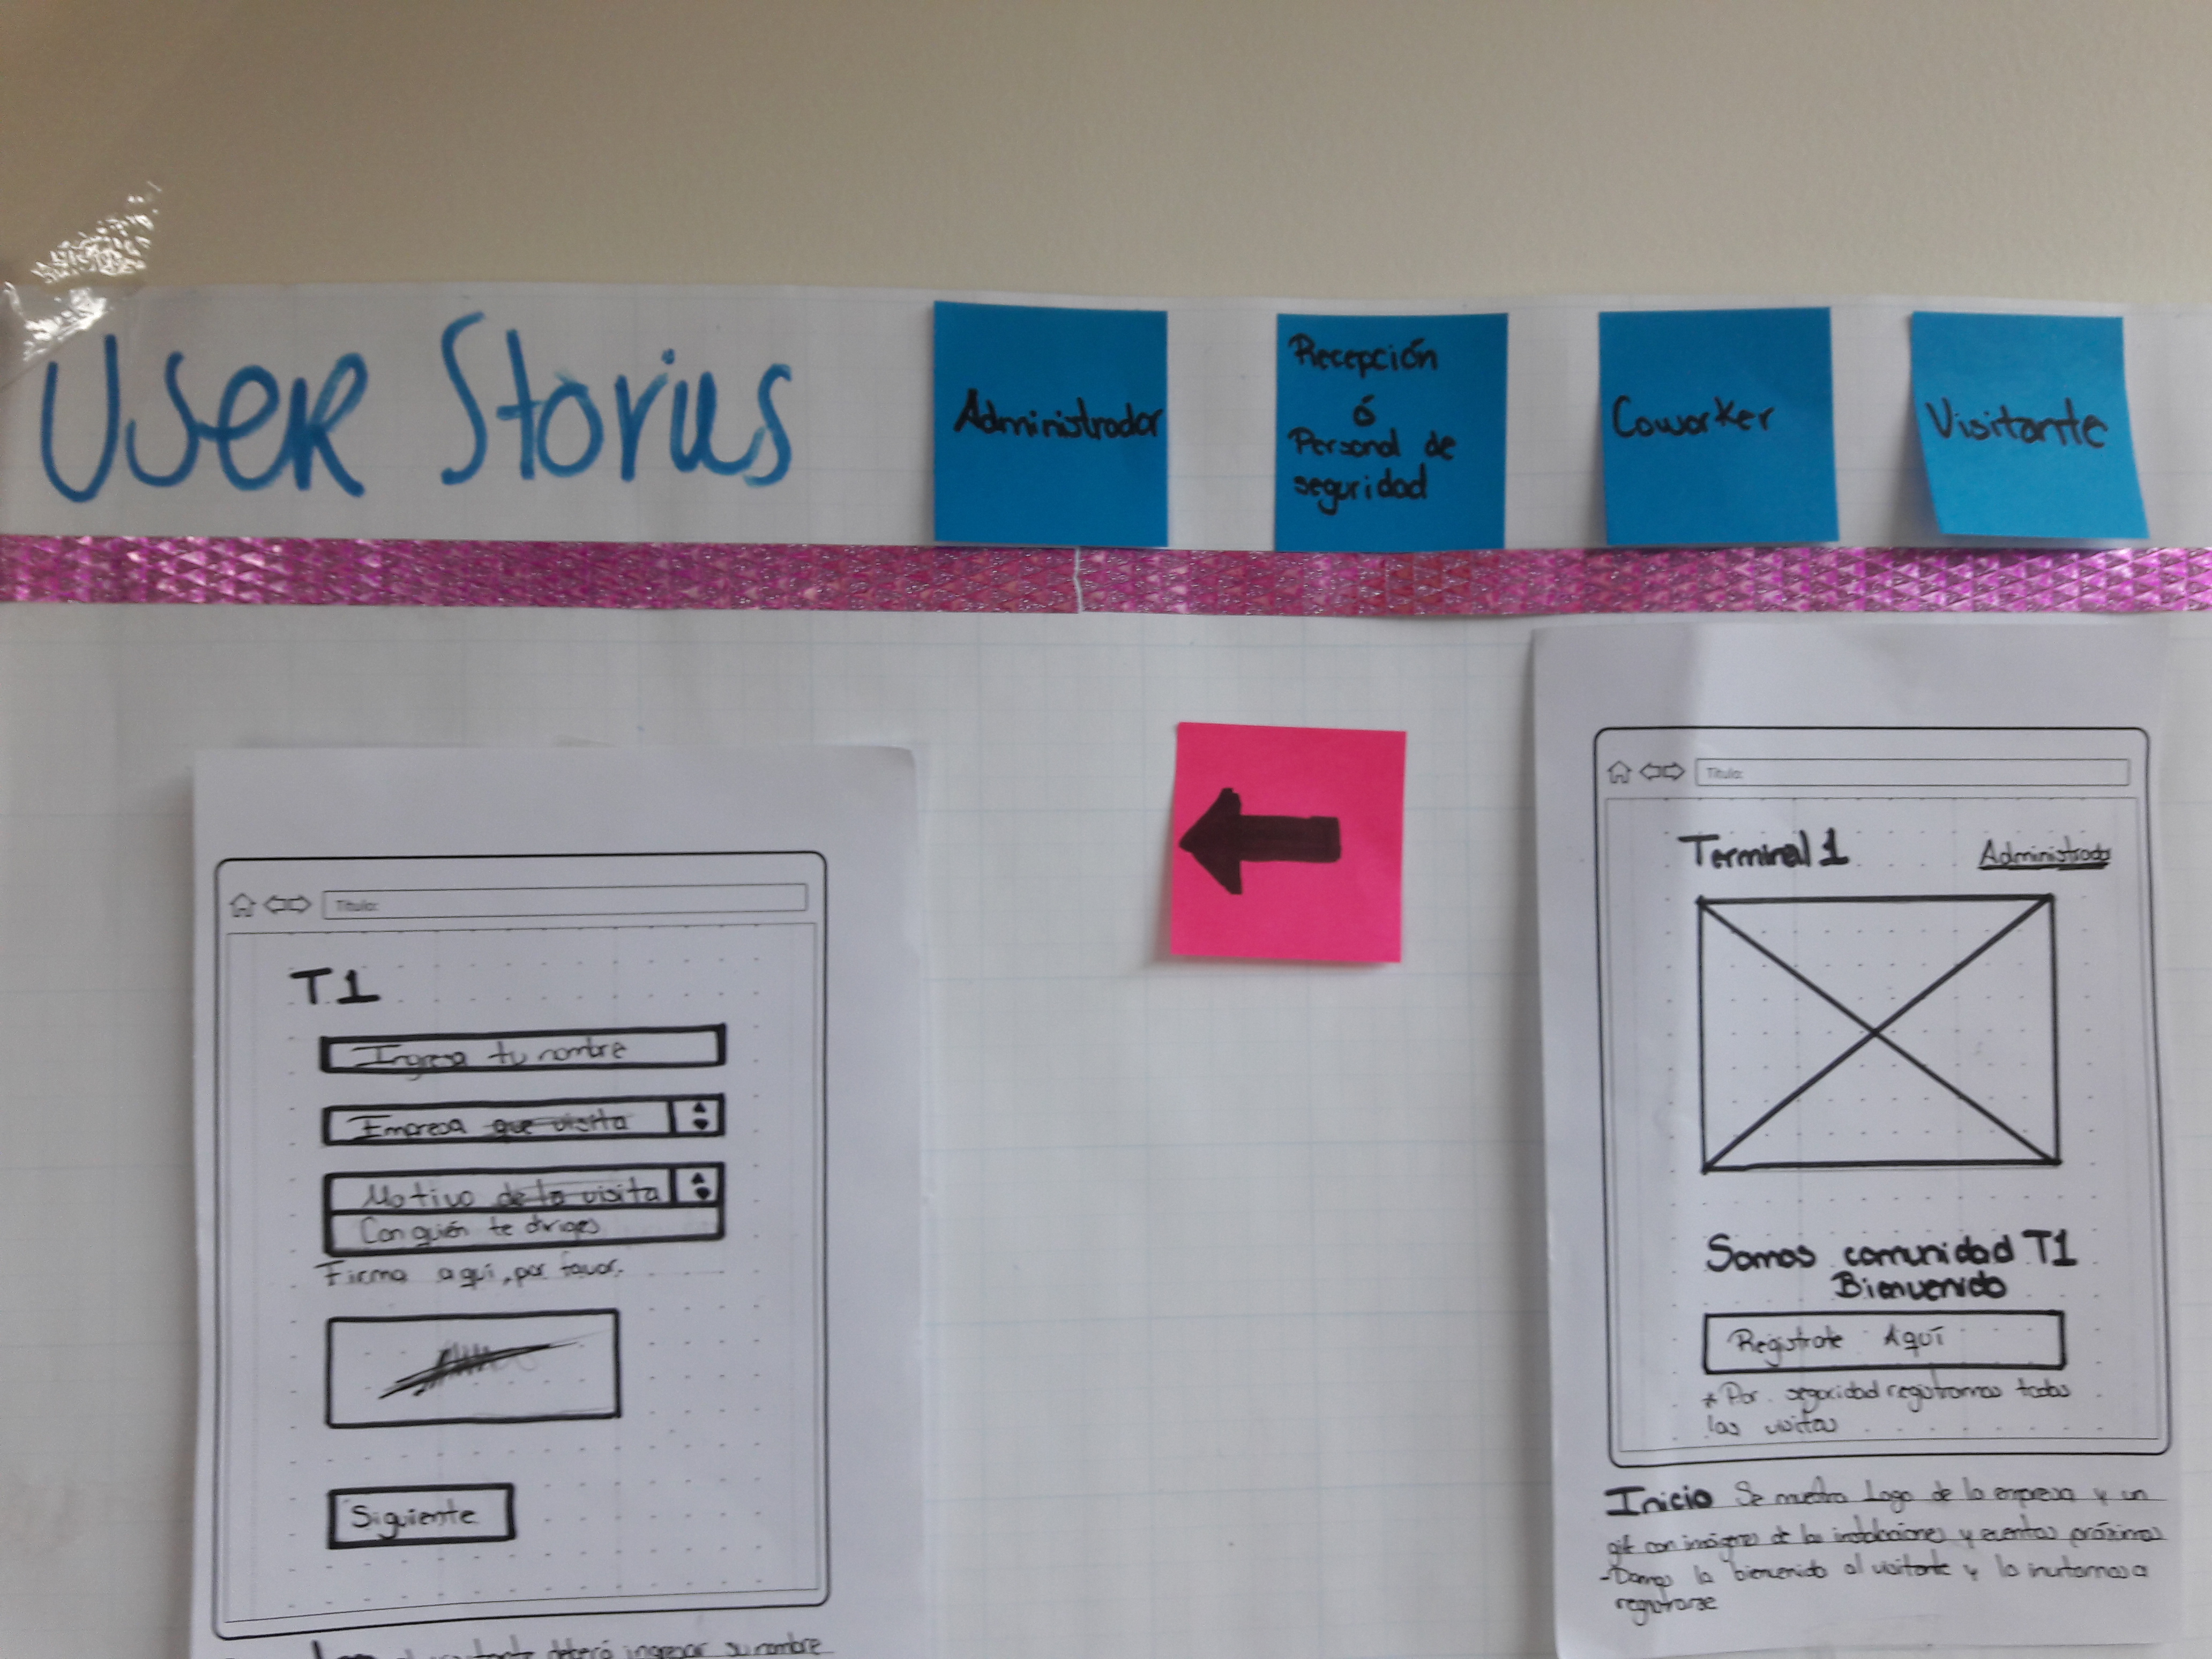 User Stories
Administrador
Recepción
ó
Personal de
seguridad
Coworker
Visitante
Título:
T1
Ingresa tu nombre
Empresa que visita
Motivo de la visita
Con quién te diriges
Firma aquí, por favor.
Siguiente
el visitante deberá ingresar su nombre
Título:
Terminal 1
Administrado
Somos comunidad T1
Bienvenido
Registrate Aquí
* Por seguridad registramos todas
las visitas
Inicio Se muestra Logo de la empresa y un
gif con imágenes de las instalaciones y eventos próximos
-Damos la bienvenida al visitante y lo invitamos a
registrarse